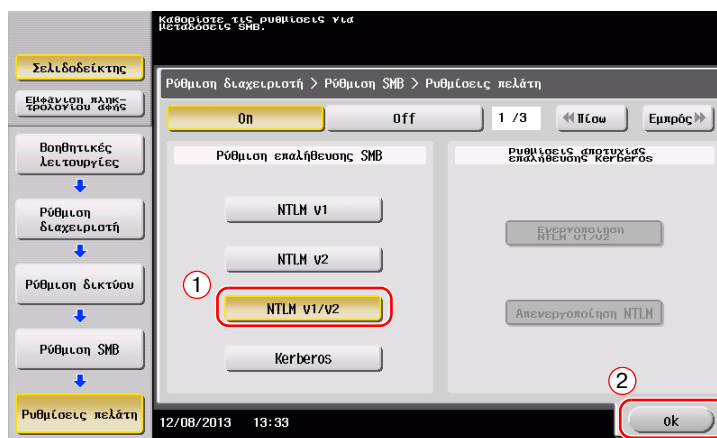 Καθορίστε τις ρυθμίσεις για
μεταδόσεις SMB.
Σελιδοδείκτης
Εμφάνιση πληκ-
τρολογίου αφής
Βοηθητικές
λειτουργίες
Ρύθμιση
διαχειριστή
Ρύθμιση δικτύου
Ρύθμιση SMB
Ρυθμίσεις πελάτη
Ρύθμιση διαχειριστή > Ρύθμιση SMB > Ρυθμίσεις πελάτη
On
Off
1 /3
Πίσω
Εμπρός
Ρύθμιση επαλήθευσης SMB
NTLM v1
NTLM v2
1
NTLM v1/v2
Kerberos
Ρυθμίσεις αποτυχίας
επαλήθευσης Kerberos
Ενεργοποίηση
NTLM v1/v2
Απενεργοποίηση NTLM
2
12/08/2013 13:33
ok